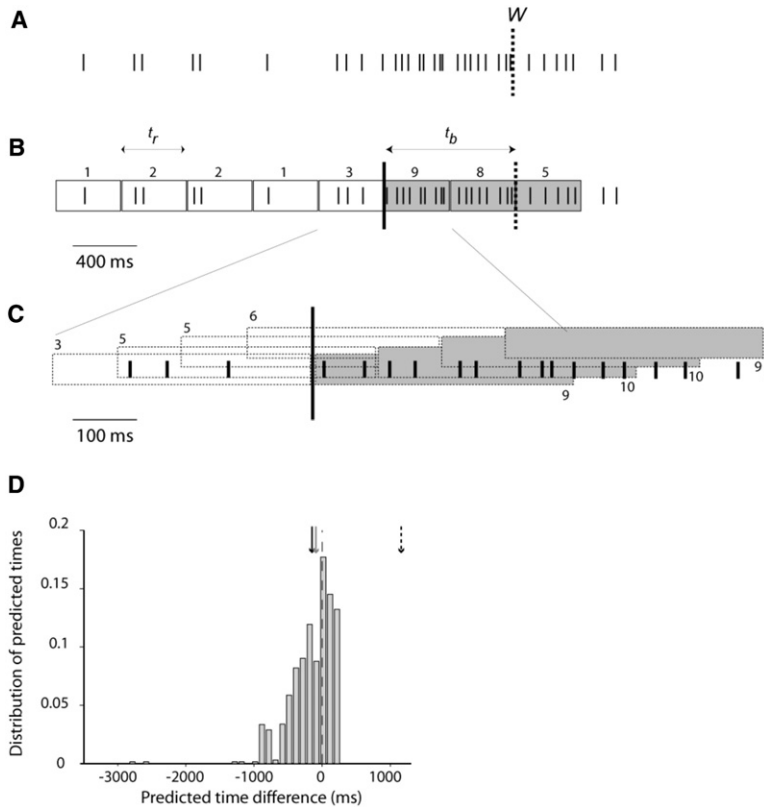 A
W
B
t_r
t_b
1 2 2 1 3 9 8 5
400 ms
C
3 5 5 6
9 10 10 9
100 ms
D
Distribution of predicted times
0.2
0.15
0.1
0.05
0
-3000 -2000 -1000 0 1000
Predicted time difference (ms)